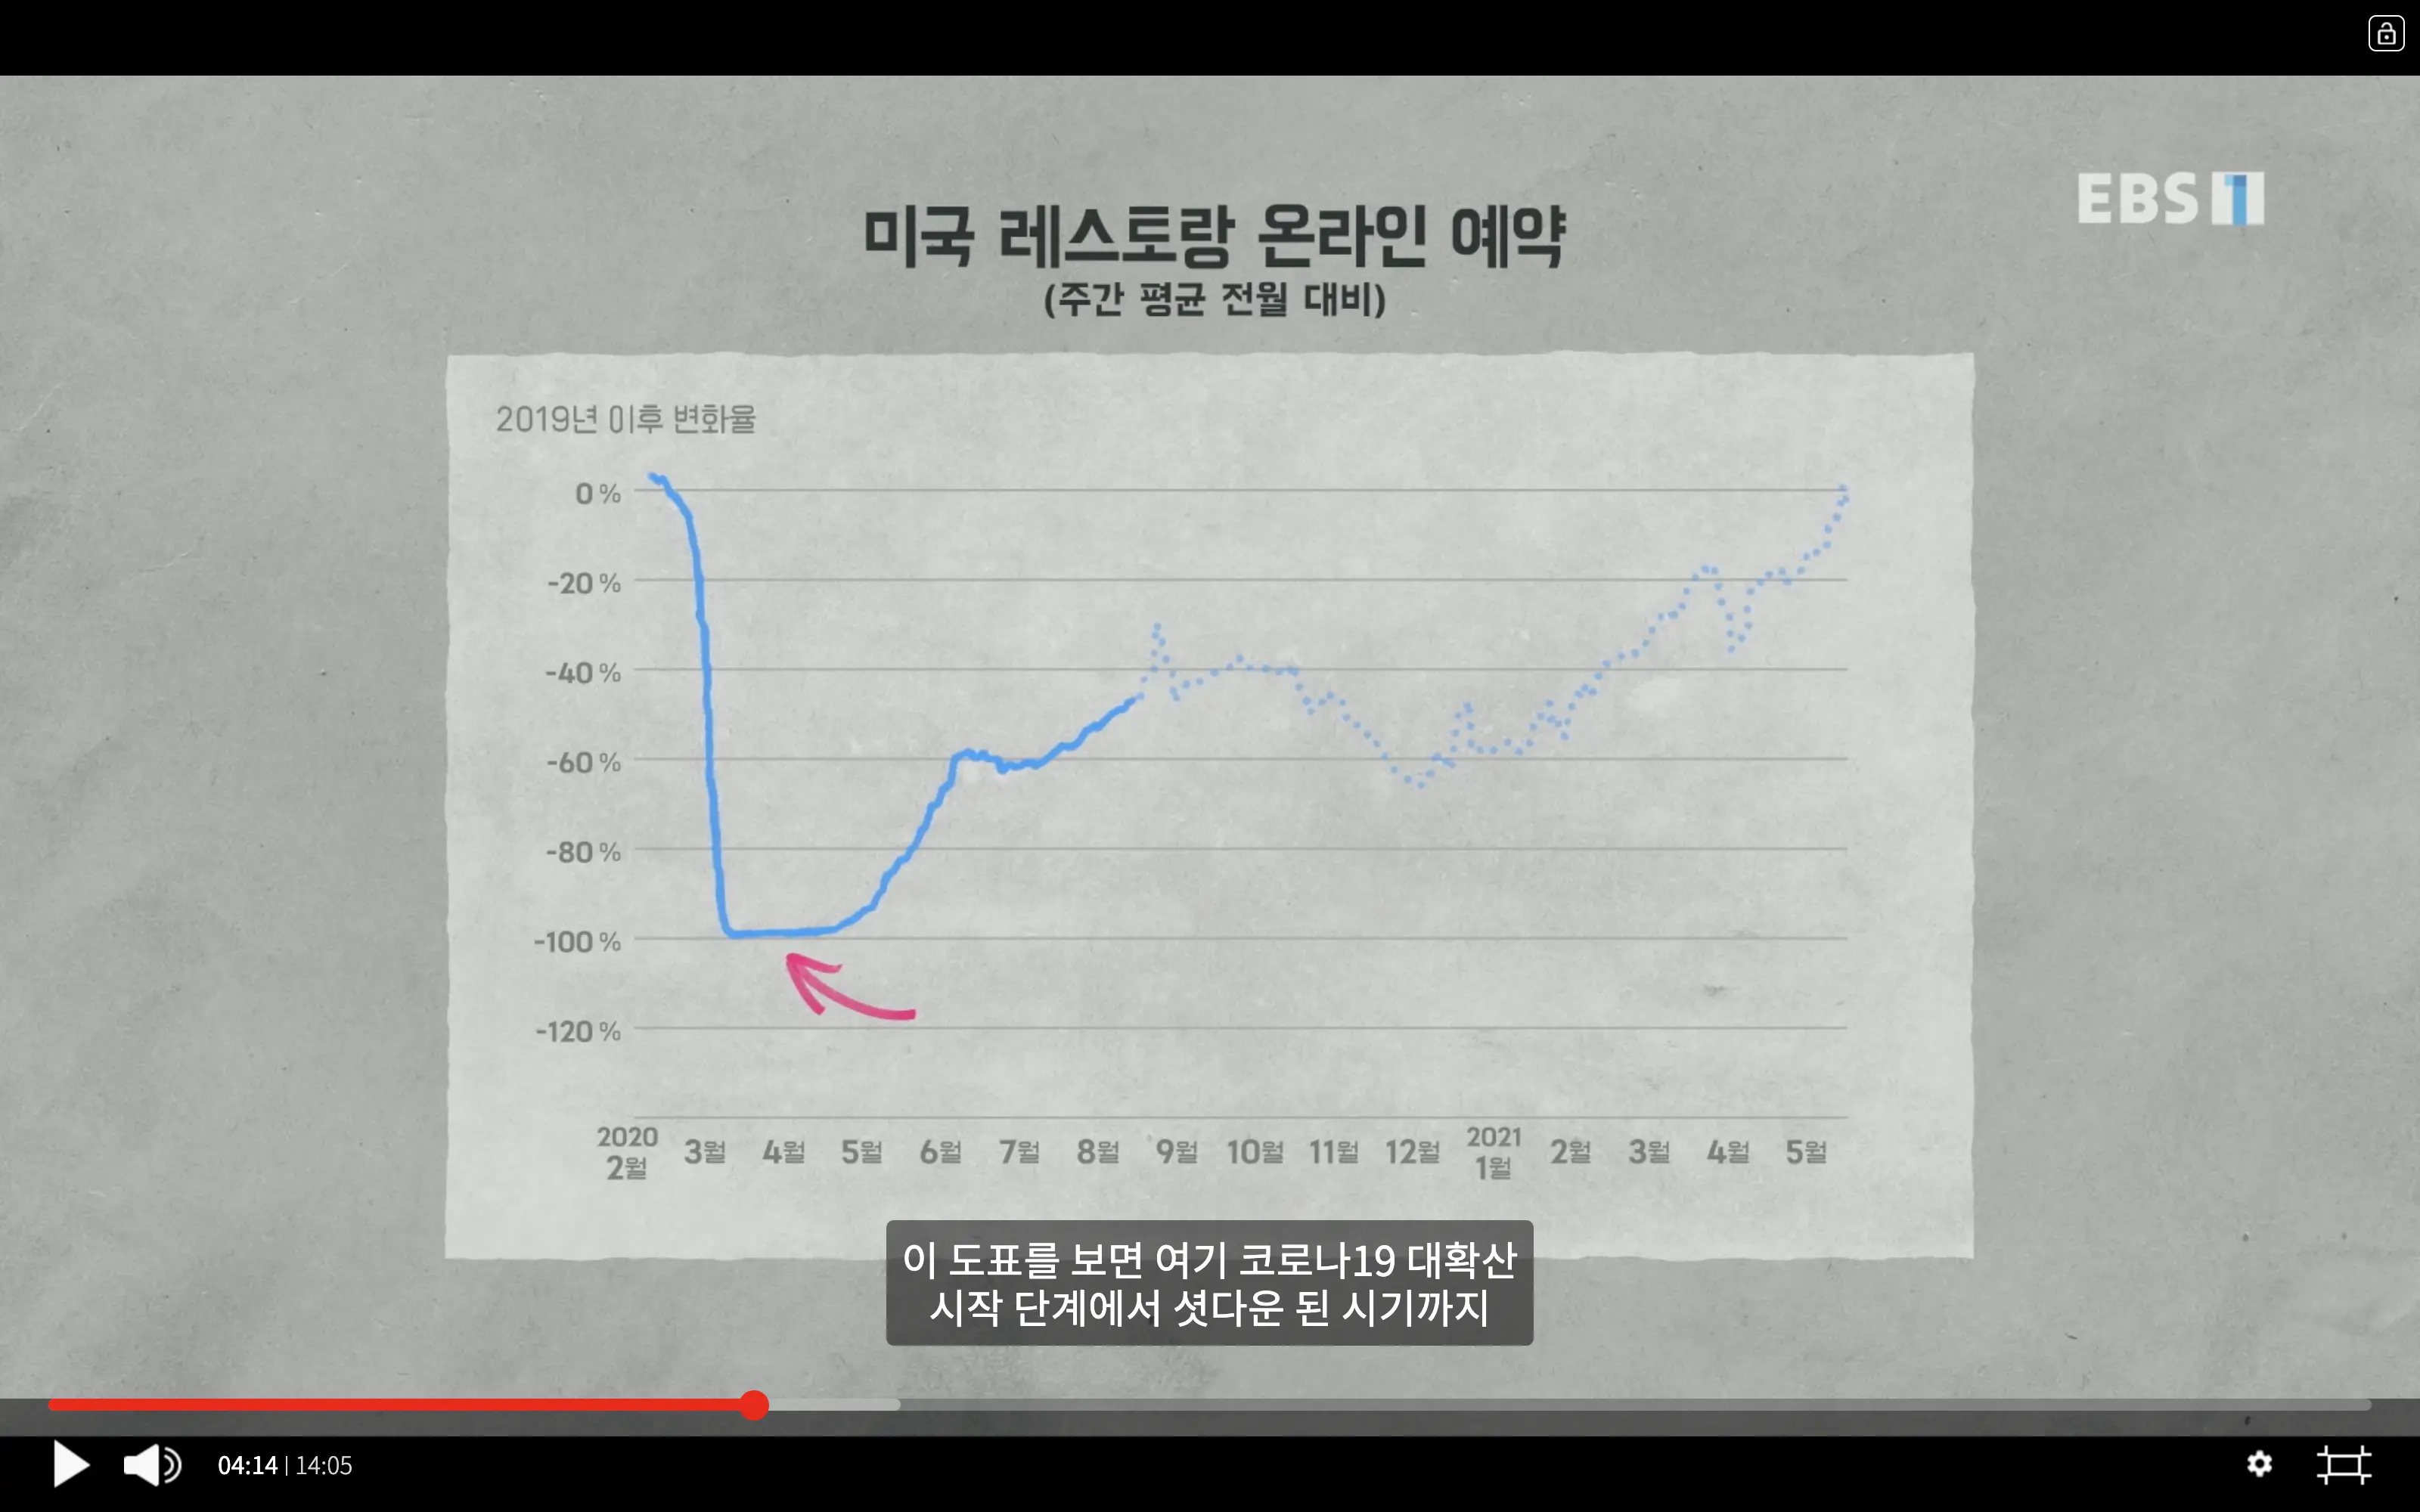 EBS 1
미국 레스토랑 온라인 예약
(주간 평균 전월 대비)
2019년 이후 변화율
0 %
-20 %
-40 %
-60 %
-80 %
-100 %
-120 %
2020
2월 3월 4월 5월 6월 7월 8월 9월 10월 11월 12월 2021
1월 2월 3월 4월 5월
이 도표를 보면 여기 코로나19 대확산
시작 단계에서 셧다운 된 시기까지
04:14 | 14:05